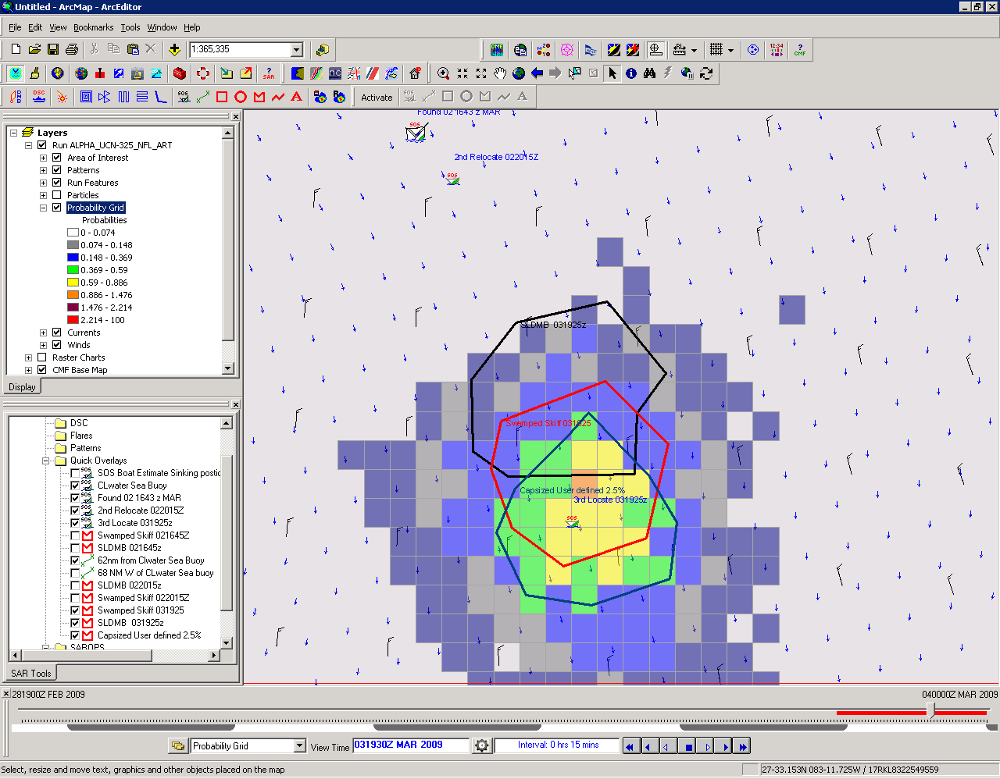 Untitled - ArcMap - ArcEditor
File Edit View Bookmarks Tools Window Help
1:365,335
Activate
Layers
Run ALPHA_UCN-325_NFL_ART
Area of Interest
Patterns
Run Features
Particles
Probability Grid
Probabilities
0 - 0.074
0.074 - 0.148
0.148 - 0.369
0.369 - 0.59
0.59 - 0.886
0.886 - 1.476
1.476 - 2.214
2.214 - 100
Currents
Winds
Raster Charts
CMF Base Map
Display
DSC
Flares
Patterns
Quick Overlays
SOS Boat Estimate Sinking postic
CLwater Sea Buoy
Found 02 1643 z MAR
2nd Relocate 022015Z
3rd Locate 031925z
Swamped Skiff 021645Z
SLDMB 021645z
62nm from Clwater Sea Buoy
68 NM W of CLwater Sea buoy
SLDMB 022015z
Swamped Skiff 022015Z
Swamped Skiff 031925
SLDMB 031925z
Capsized User defined 2.5%
SAROPS
SAR Tools
Found 02 1643 z MAR
SOS
2nd Relocate 022015Z
SOS
SLDMB 031925z
Swamped Skiff 031925
Capsized User defined 2.5%
3rd Locate 031925z
SOS
281900Z FEB 2009
040000Z MAR 2009
Probability Grid
View Time
031930Z MAR 2009
Interval: 0 hrs 15 mins
Select, resize and move text, graphics and other objects placed on the map
27-33.153N 083-11.725W / 17RKL8322549559